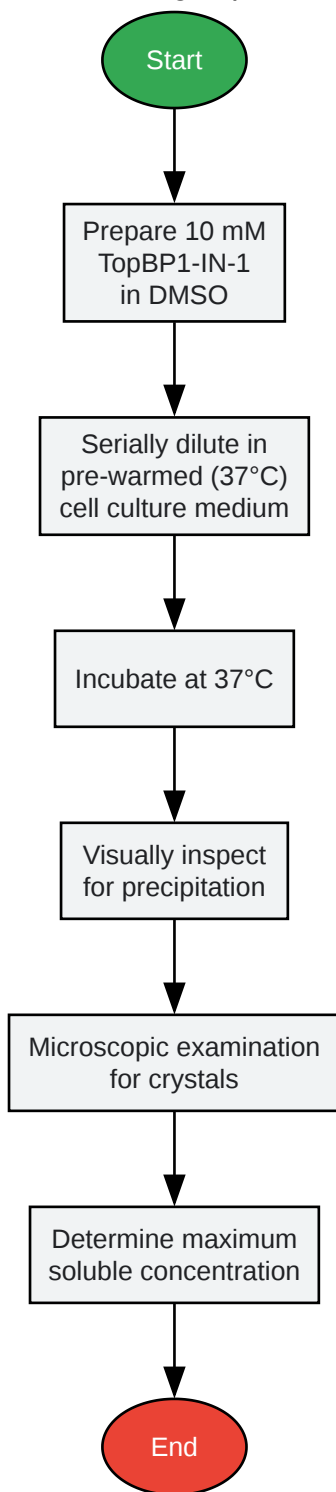 Start
Prepare 10 mM
TopBP1-IN-1
in DMSO
Serially dilute in
pre-warmed (37°C)
cell culture medium
Incubate at 37°C
Visually inspect
for precipitation
Microscopic examination
for crystals
Determine maximum
soluble concentration
End